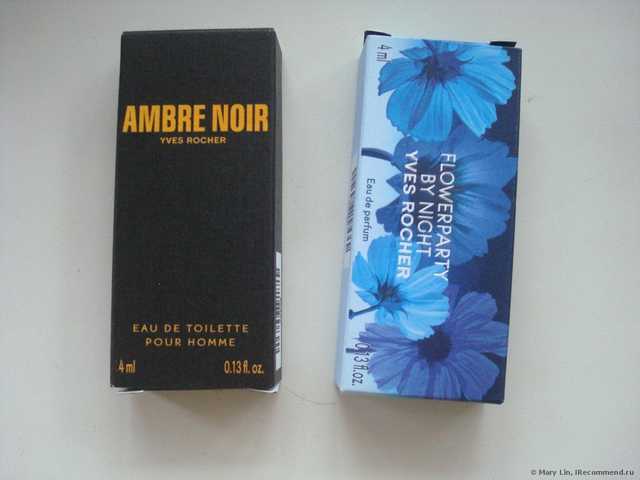 AMBRE NOIR
YVES ROCHER
EAU DE TOILETTE
POUR HOMME
4 ml 0.13 fl. oz.
4 ml
FLOWERPARTY
BY NIGHT
YVES ROCHER
Eau de parfum
0.13 fl. oz.
© Mary Lin, IRecommend.ru